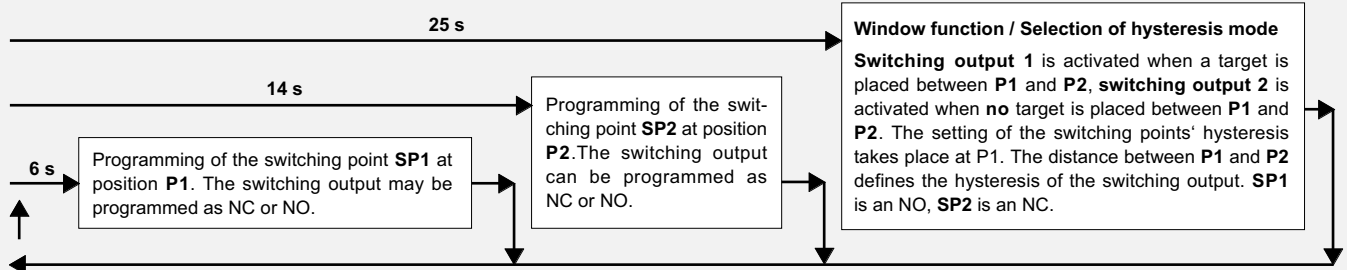 25 s
Window function / Selection of hysteresis mode
Switching output 1 is activated when a target is
placed between P1 and P2, switching output 2 is
activated when no target is placed between P1 and
P2. The setting of the switching points‘ hysteresis
takes place at P1. The distance between P1 and P2
defines the hysteresis of the switching output. SP1
is an NO, SP2 is an NC.
14 s
Programming of the swit-
ching point SP2 at position
P2.The switching output
can be programmed as
NC or NO.
6 s
Programming of the switching point SP1 at
position P1. The switching output may be
programmed as NC or NO.